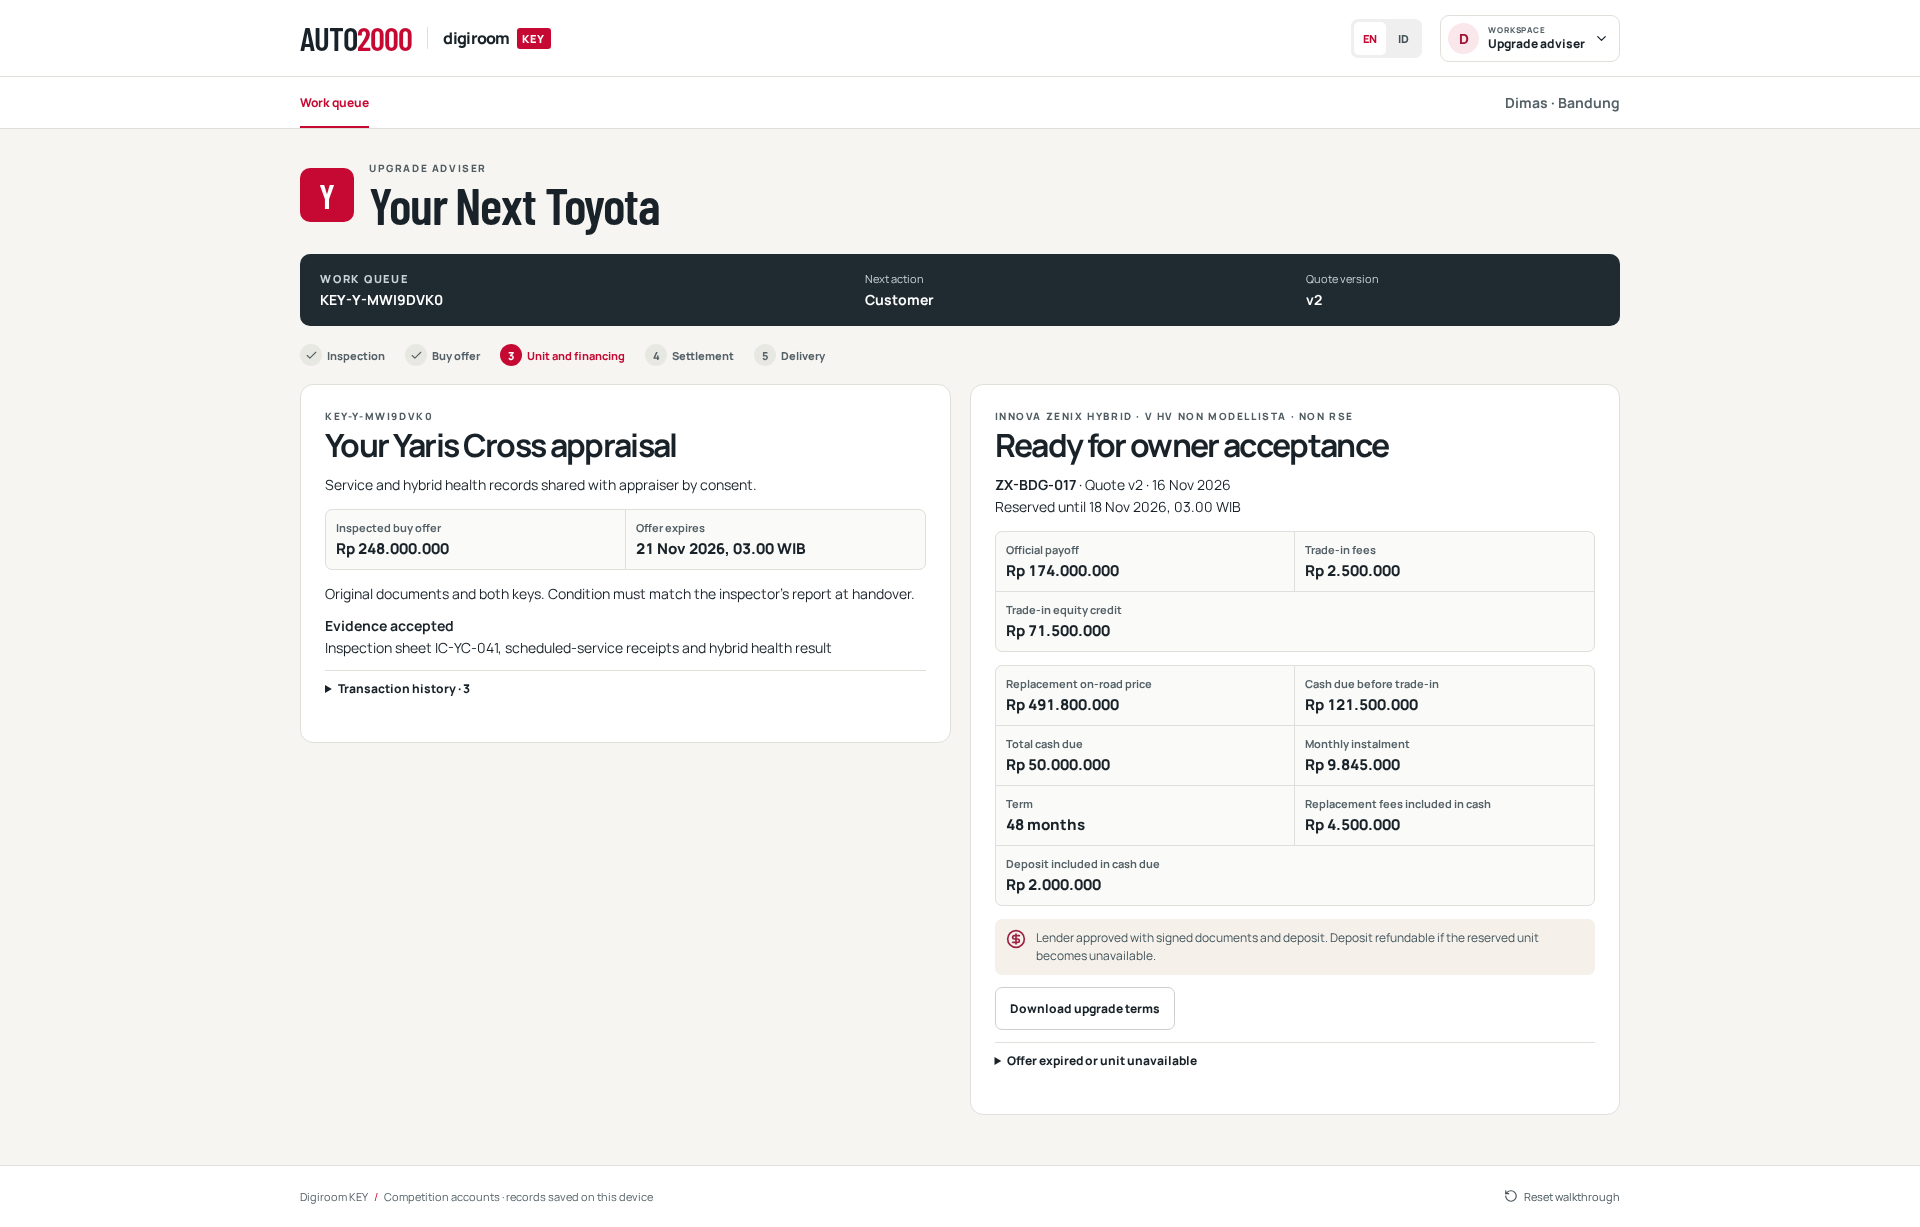 AUTO2000
digiroom KEY
EN ID
D
WORKSPACE
Upgrade adviser
Work queue
Dimas · Bandung
Y
UPGRADE ADVISER
Your Next Toyota
WORK QUEUE
KEY-Y-MWI9DVK0
Next action
Customer
Quote version
v2
Inspection
Buy offer
3 Unit and financing
4 Settlement
5 Delivery
KEY-Y-MWI9DVK0
Your Yaris Cross appraisal
Service and hybrid health records shared with appraiser by consent.
Inspected buy offer
Rp 248.000.000
Offer expires
21 Nov 2026, 03.00 WIB
Original documents and both keys. Condition must match the inspector's report at handover.
Evidence accepted
Inspection sheet IC-YC-041, scheduled-service receipts and hybrid health result
Transaction history · 3
INNOVA ZENIX HYBRID · V HV NON MODELLISTA · NON RSE
Ready for owner acceptance
ZX-BDG-017 · Quote v2 · 16 Nov 2026
Reserved until 18 Nov 2026, 03.00 WIB
Official payoff
Rp 174.000.000
Trade-in fees
Rp 2.500.000
Trade-in equity credit
Rp 71.500.000
Replacement on-road price
Rp 491.800.000
Cash due before trade-in
Rp 121.500.000
Total cash due
Rp 50.000.000
Monthly instalment
Rp 9.845.000
Term
48 months
Replacement fees included in cash
Rp 4.500.000
Deposit included in cash due
Rp 2.000.000
Lender approved with signed documents and deposit. Deposit refundable if the reserved unit
becomes unavailable.
Download upgrade terms
Offer expired or unit unavailable
Digiroom KEY / Competition accounts · records saved on this device
Reset walkthrough